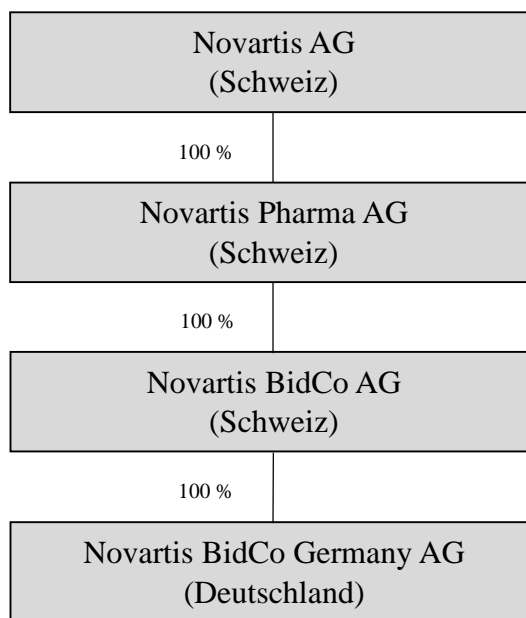 Novartis AG
(Schweiz)
100 %
Novartis Pharma AG
(Schweiz)
100 %
Novartis BidCo AG
(Schweiz)
100 %
Novartis BidCo Germany AG
(Deutschland)